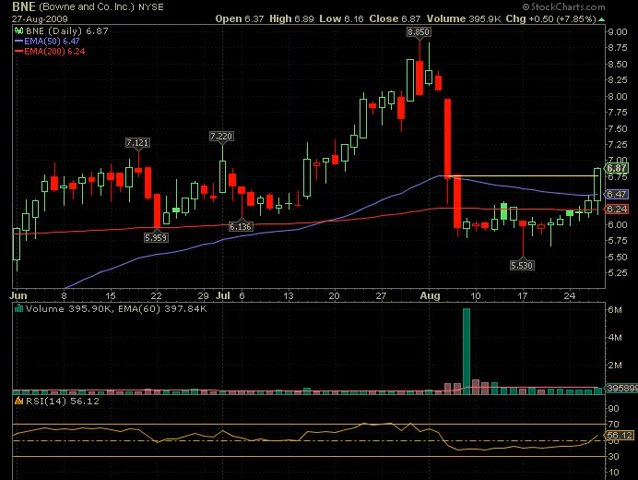 BNE (Bowne and Co. Inc.) NYSE © StockCharts.com
27-Aug-2009 Open 6.37 High 6.89 Low 6.16 Close 6.87 Volume 395.9K Chg +0.50 (+7.85%)
BNE (Daily) 6.87
EMA(50) 6.47
EMA(200) 6.24
8.850
7.121
7.220
5.959
6.136
5.530
9.00
8.75
8.50
8.25
8.00
7.75
7.50
7.25
7.00
6.87
6.75
6.47
6.24
6.00
5.75
5.50
5.25
Jun 8 15 22 29 Jul 6 13 20 27 Aug 10 17 24
Volume 395.90K, EMA(60) 397.84K
6M
4M
2M
395899
RSI(14) 56.12
90
70
56.12
30
10